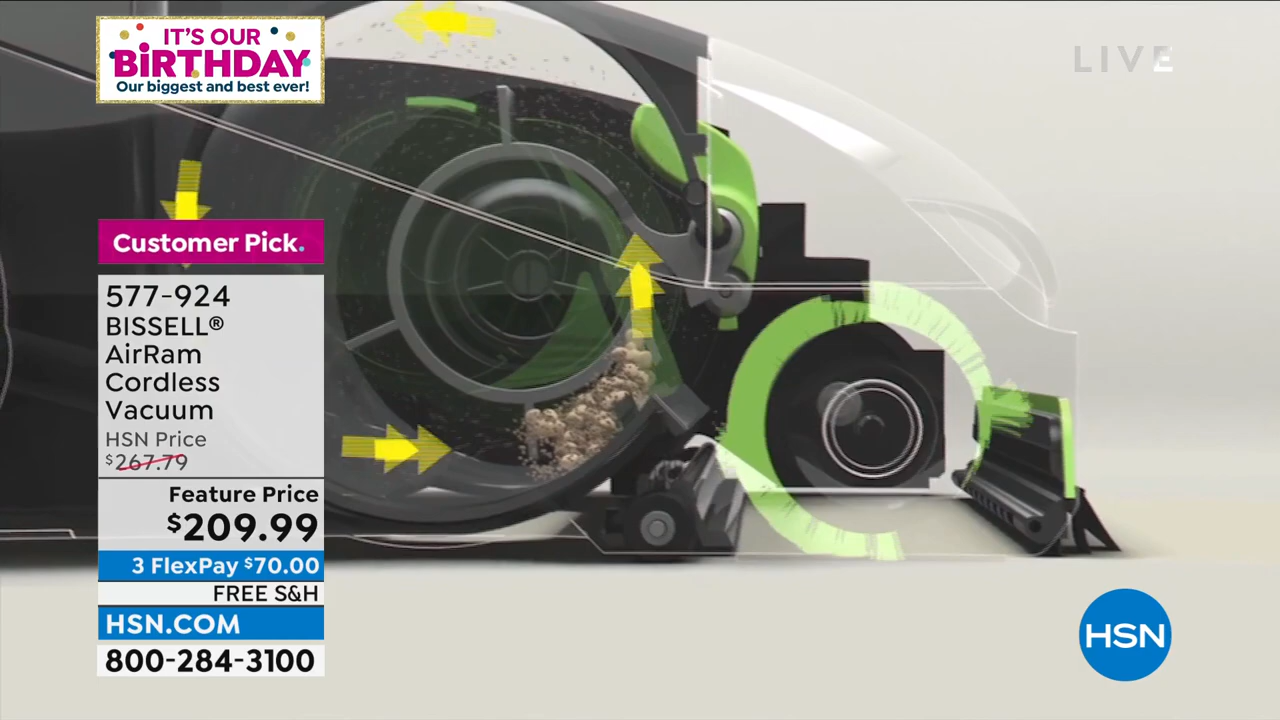 IT'S OUR
BiRTHDAY
Our biggest and best ever!
LIVE
Customer Pick.
577-924
BISSELL®
AirRam
Cordless
Vacuum
HSN Price
$267.79
Feature Price
$209.99
3 FlexPay $70.00
FREE S&H
HSN.COM
800-284-3100
HSN